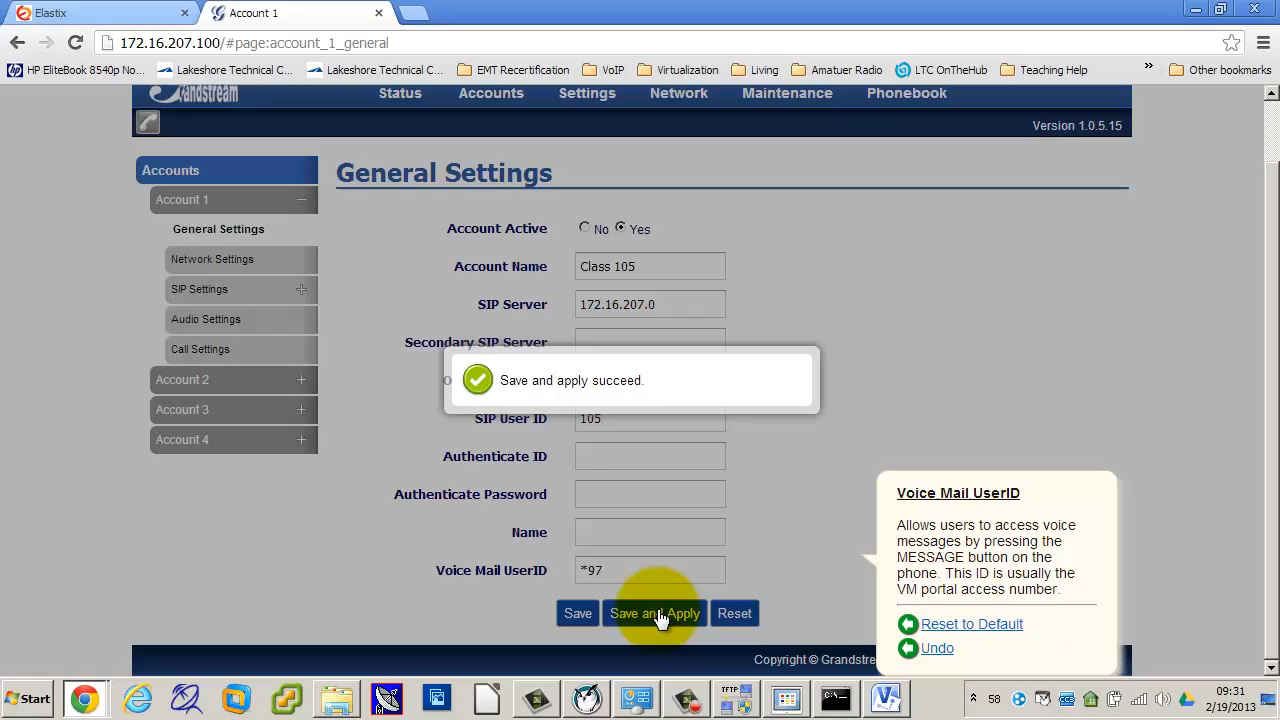 Elastix
Account 1
172.16.207.100/#page:account_1_general
HP EliteBook 8540p No...
Lakeshore Technical C...
Lakeshore Technical C...
EMT Recertification
VoIP
Virtualization
Living
Amatuer Radio
LTC OnTheHub
Teaching Help
»
Other bookmarks
Grandstream
Status
Accounts
Settings
Network
Maintenance
Phonebook
Version 1.0.5.15
Accounts
Account 1
General Settings
Network Settings
SIP Settings
Audio Settings
Call Settings
Account 2
Account 3
Account 4
General Settings
Account Active
No
Yes
Account Name
Class 105
SIP Server
172.16.207.0
Secondary SIP Server
Save and apply succeed.
SIP User ID
105
Authenticate ID
Authenticate Password
Name
Voice Mail UserID
*97
Save
Save and Apply
Reset
Voice Mail UserID
Allows users to access voice
messages by pressing the
MESSAGE button on the
phone. This ID is usually the
VM portal access number.
Reset to Default
Undo
Copyright © Grandstre
Start
TFTP
58
09:31
2/19/2013